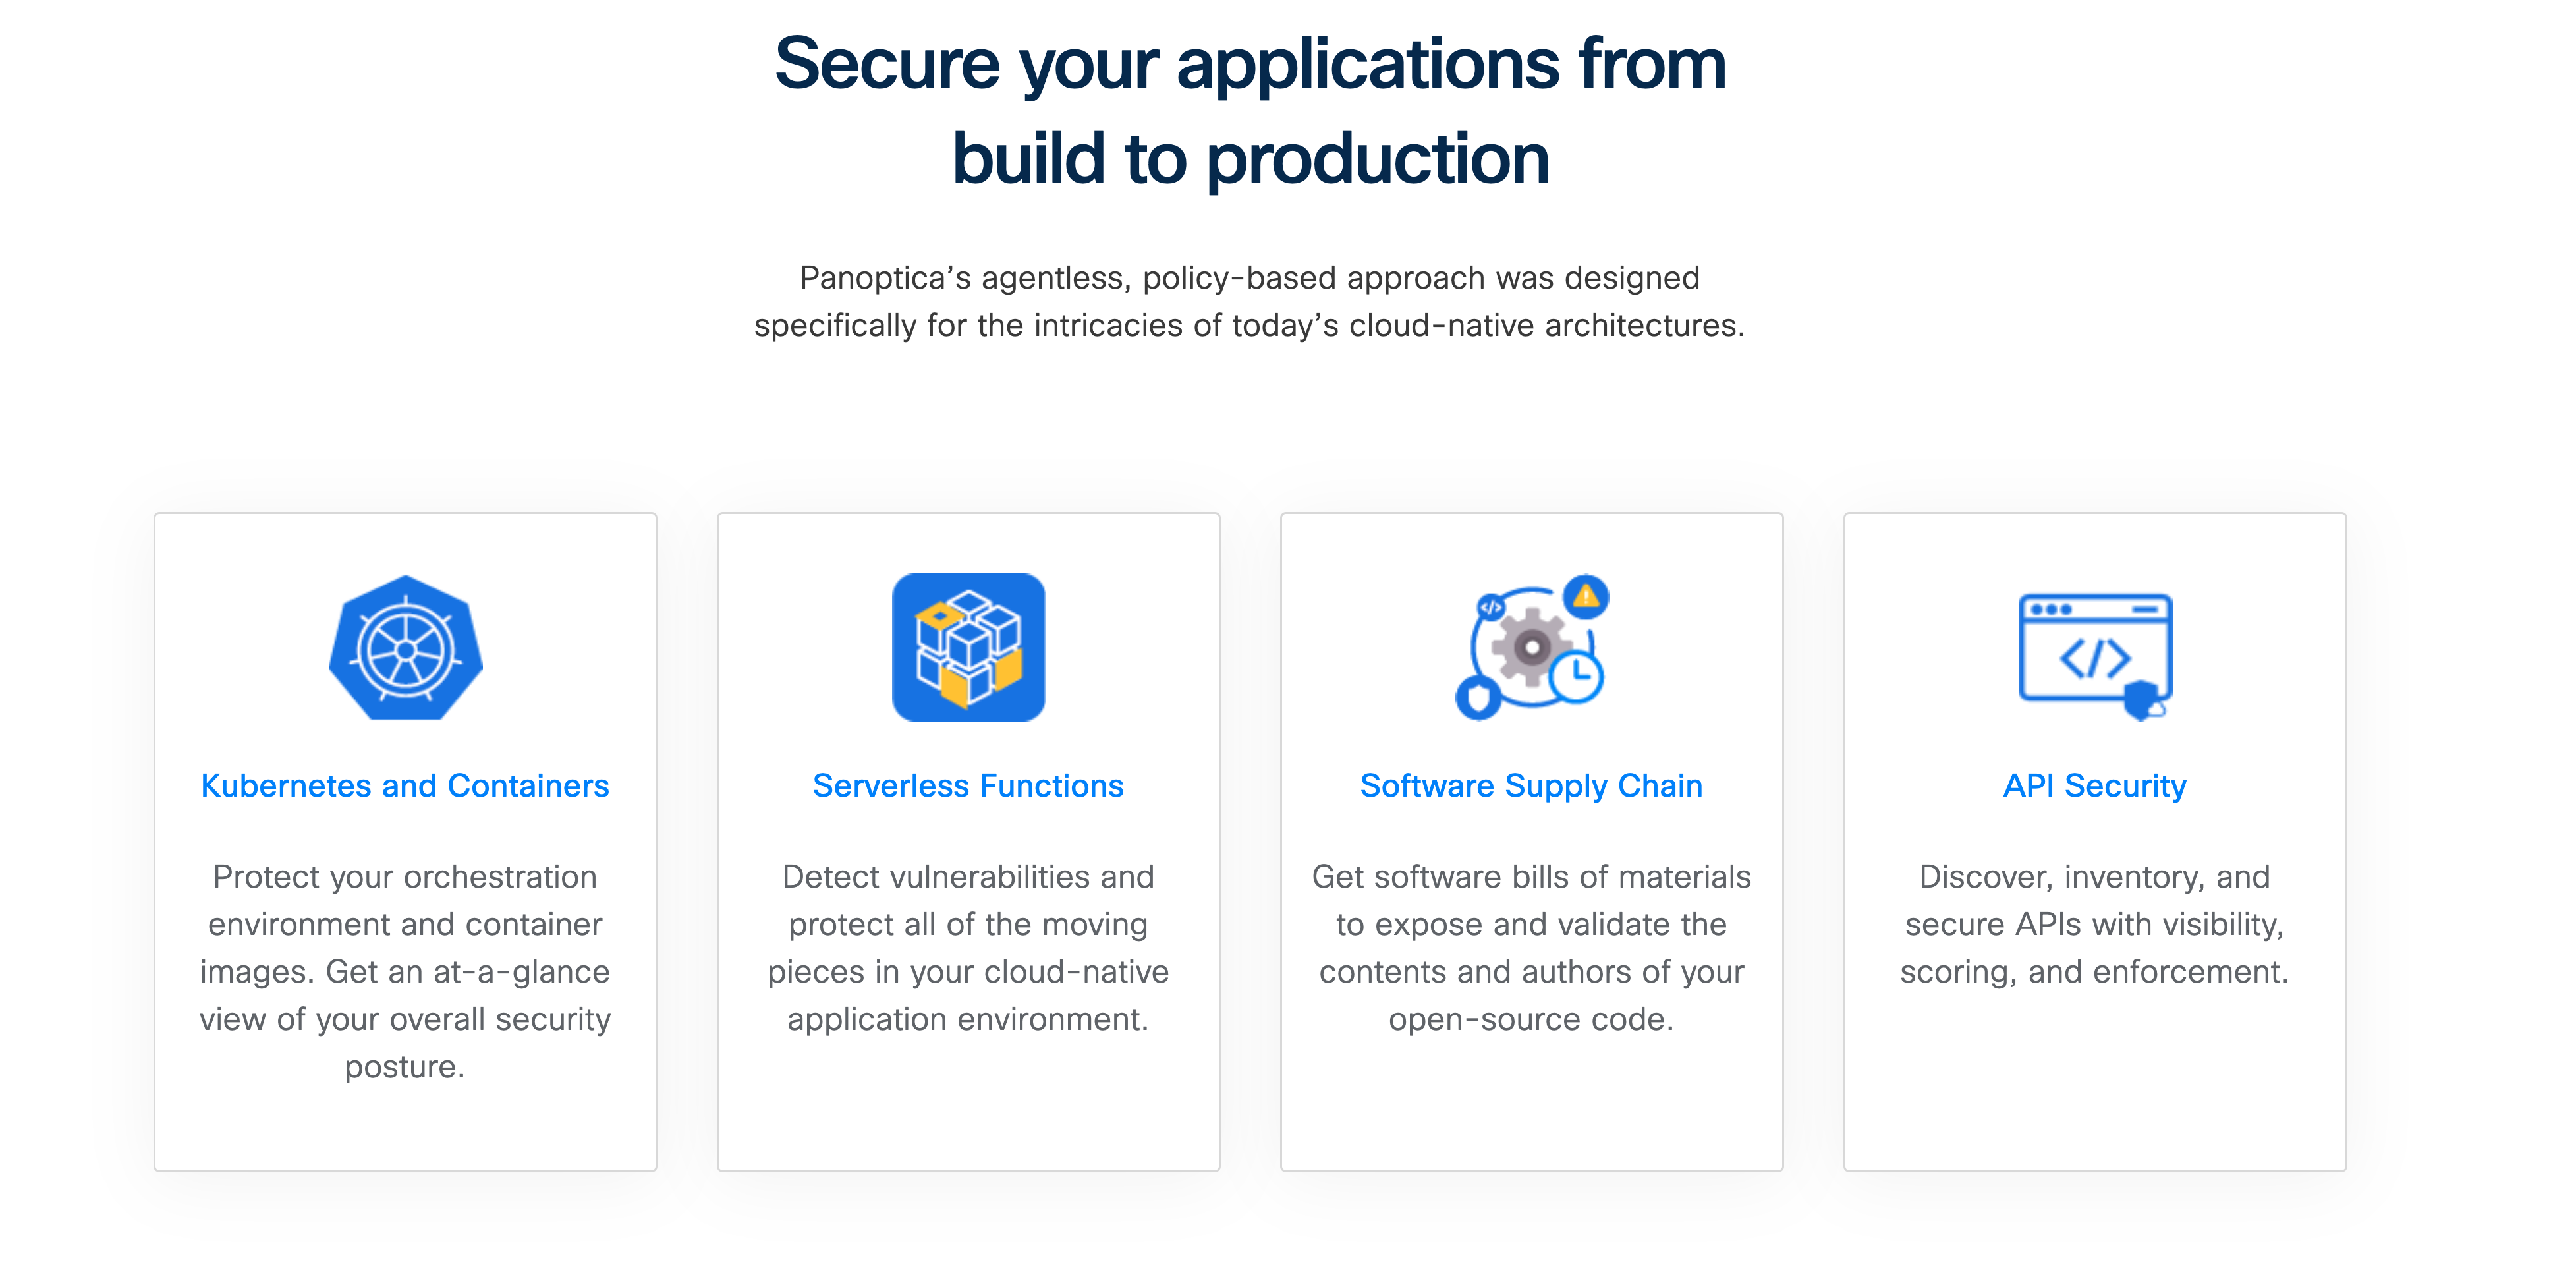 Secure your applications from
build to production
Panoptica’s agentless, policy-based approach was designed
specifically for the intricacies of today’s cloud-native architectures.
Kubernetes and Containers
Protect your orchestration
environment and container
images. Get an at-a-glance
view of your overall security
posture.
Serverless Functions
Detect vulnerabilities and
protect all of the moving
pieces in your cloud-native
application environment.
Software Supply Chain
Get software bills of materials
to expose and validate the
contents and authors of your
open-source code.
API Security
Discover, inventory, and
secure APIs with visibility,
scoring, and enforcement.